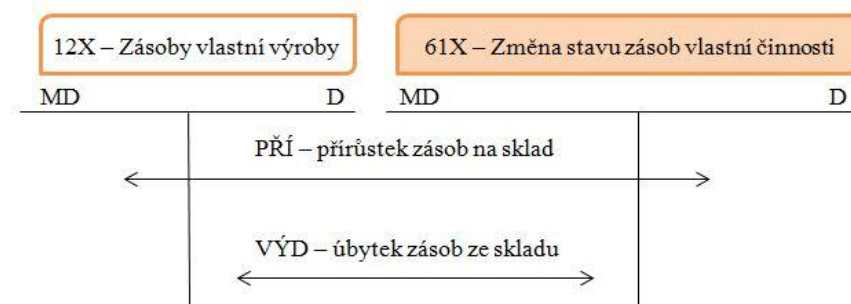 12X – Zásoby vlastní výroby
61X – Změna stavu zásob vlastní činnosti
MD D MD D
PŘÍ – přírůstek zásob na sklad
VÝD – úbytek zásob ze skladu